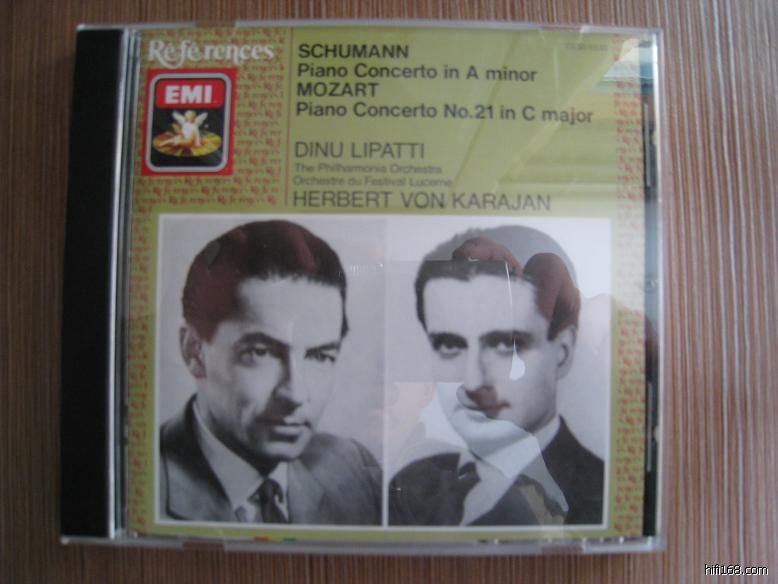 Références
EMI
SCHUMANN
Piano Concerto in A minor
MOZART
Piano Concerto No.21 in C major
DINU LIPATTI
The Philharmonia Orchestra
Orchestre du Festival Lucerne
HERBERT VON KARAJAN
hifi168.com